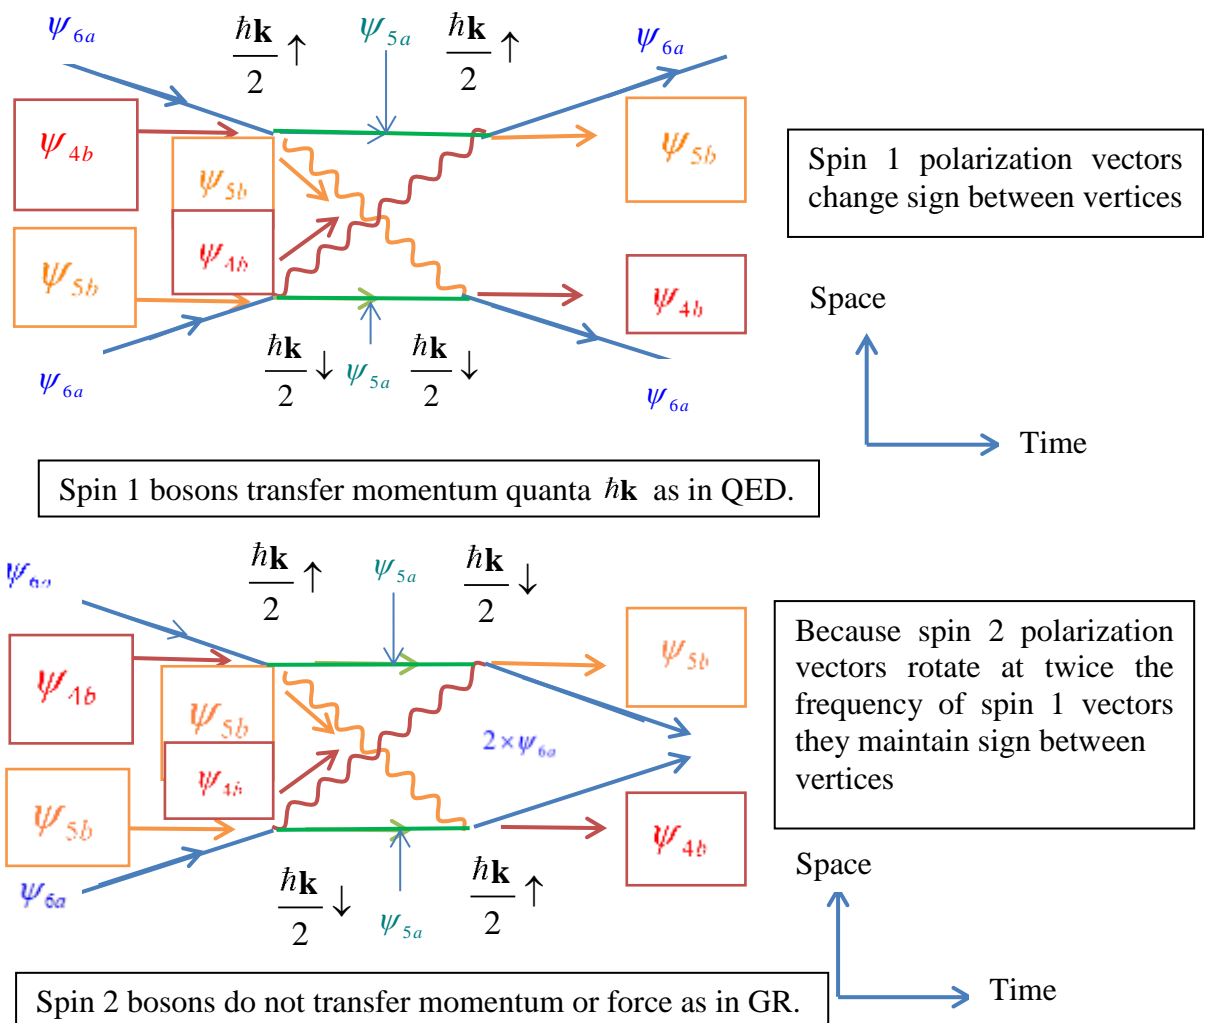 ψ6a
ħk/2 ↑
ψ5a
ħk/2 ↑
ψ6a
ψ4b
ψ5b
ψ5b
ψ4b
ψ5b
ψ4b
ψ6a
ħk/2 ↓
ψ5a
ħk/2 ↓
ψ6a
Spin 1 polarization vectors
change sign between vertices
Space
Time
Spin 1 bosons transfer momentum quanta ħk as in QED.
ψ6a
ħk/2 ↑
ψ5a
ħk/2 ↓
ψ4b
ψ5b
ψ5b
ψ4b
2 × ψ6a
ψ5b
ψ4b
ψ6a
ħk/2 ↓
ψ5a
ħk/2 ↑
Because spin 2 polarization
vectors rotate at twice the
frequency of spin 1 vectors
they maintain sign between
vertices
Space
Time
Spin 2 bosons do not transfer momentum or force as in GR.